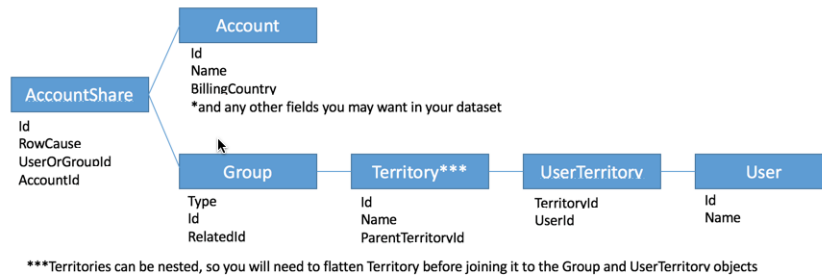 Account
Id
Name
BillingCountry
*and any other fields you may want in your dataset
AccountShare
Id
RowCause
UserOrGroupId
AccountId
Group
Type
Id
RelatedId
Territory***
Id
Name
ParentTerritoryId
UserTerritory
TerritoryId
UserId
User
Id
Name
***Territories can be nested, so you will need to flatten Territory before joining it to the Group and UserTerritory objects